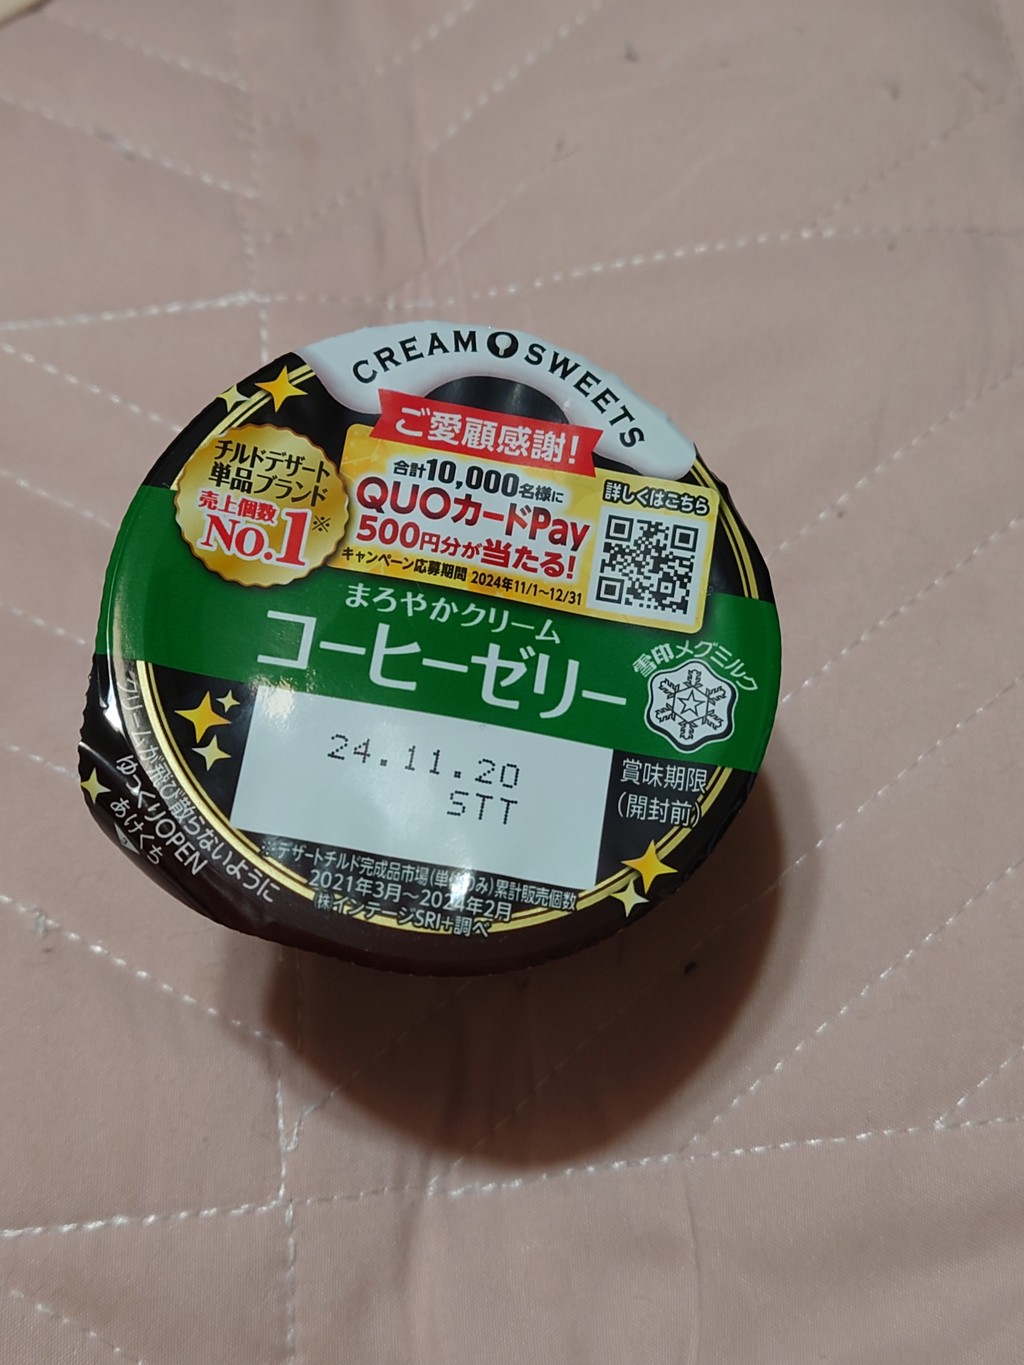 CREAM SWEETS
ご愛顧感謝!
チルドデザート
単品ブランド
売上個数
No.1※
合計10,000名様に
QUOカードPay
500円分が当たる!
キャンペーン応募期間 2024年11/1~12/31
詳しくはこちら
まろやかクリーム
コーヒーゼリー
雪印メグミルク
24.11.20
STT
賞味期限
(開封前)
クリームが飛び散らないように
ゆっくりOPEN
あけくち
※デザートチルド完成品市場(単体のみ)累計販売個数
2021年3月~2024年2月
(株)インテージSRI+調べ